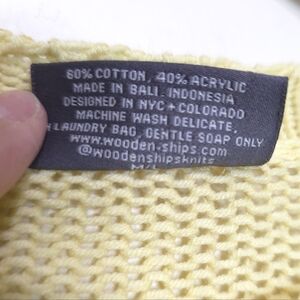 60% COTTON, 40% ACRYLIC
MADE IN BALI, INDONESIA
DESIGNED IN NYC + COLORADO
MACHINE WASH DELICATE,
LAUNDRY BAG, GENTLE SOAP ONLY
www.wooden-ships.com
@woodenshipsknits
M/L